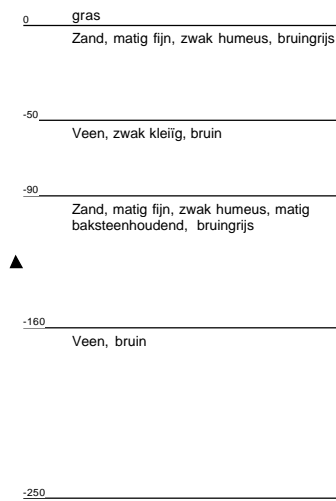 0 gras
Zand, matig fijn, zwak humeus, bruingrijs
-50
Veen, zwak kleiïg, bruin
-90
Zand, matig fijn, zwak humeus, matig
baksteenhoudend, bruingrijs
-160
Veen, bruin
-250